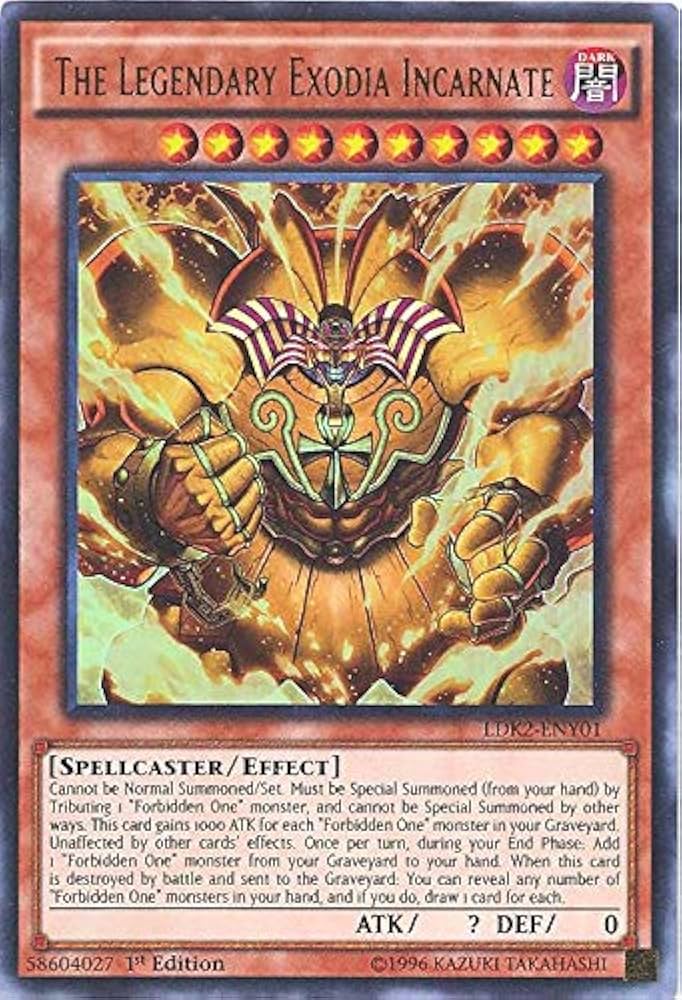 THE LEGENDARY EXODIA INCARNATE
DARK
闇
LDK2-ENY01
[SPELLCASTER/EFFECT]
Cannot be Normal Summoned/Set. Must be Special Summoned (from your hand) by
Tributing 1 "Forbidden One" monster, and cannot be Special Summoned by other
ways. This card gains 1000 ATK for each "Forbidden One" monster in your Graveyard.
Unaffected by other cards' effects. Once per turn, during your End Phase: Add
1 "Forbidden One" monster from your Graveyard to your hand. When this card
is destroyed by battle and sent to the Graveyard: You can reveal any number of
"Forbidden One" monsters in your hand, and if you do, draw 1 card for each.
ATK/ ? DEF/ 0
58604027 1st Edition ©1996 KAZUKI TAKAHASHI